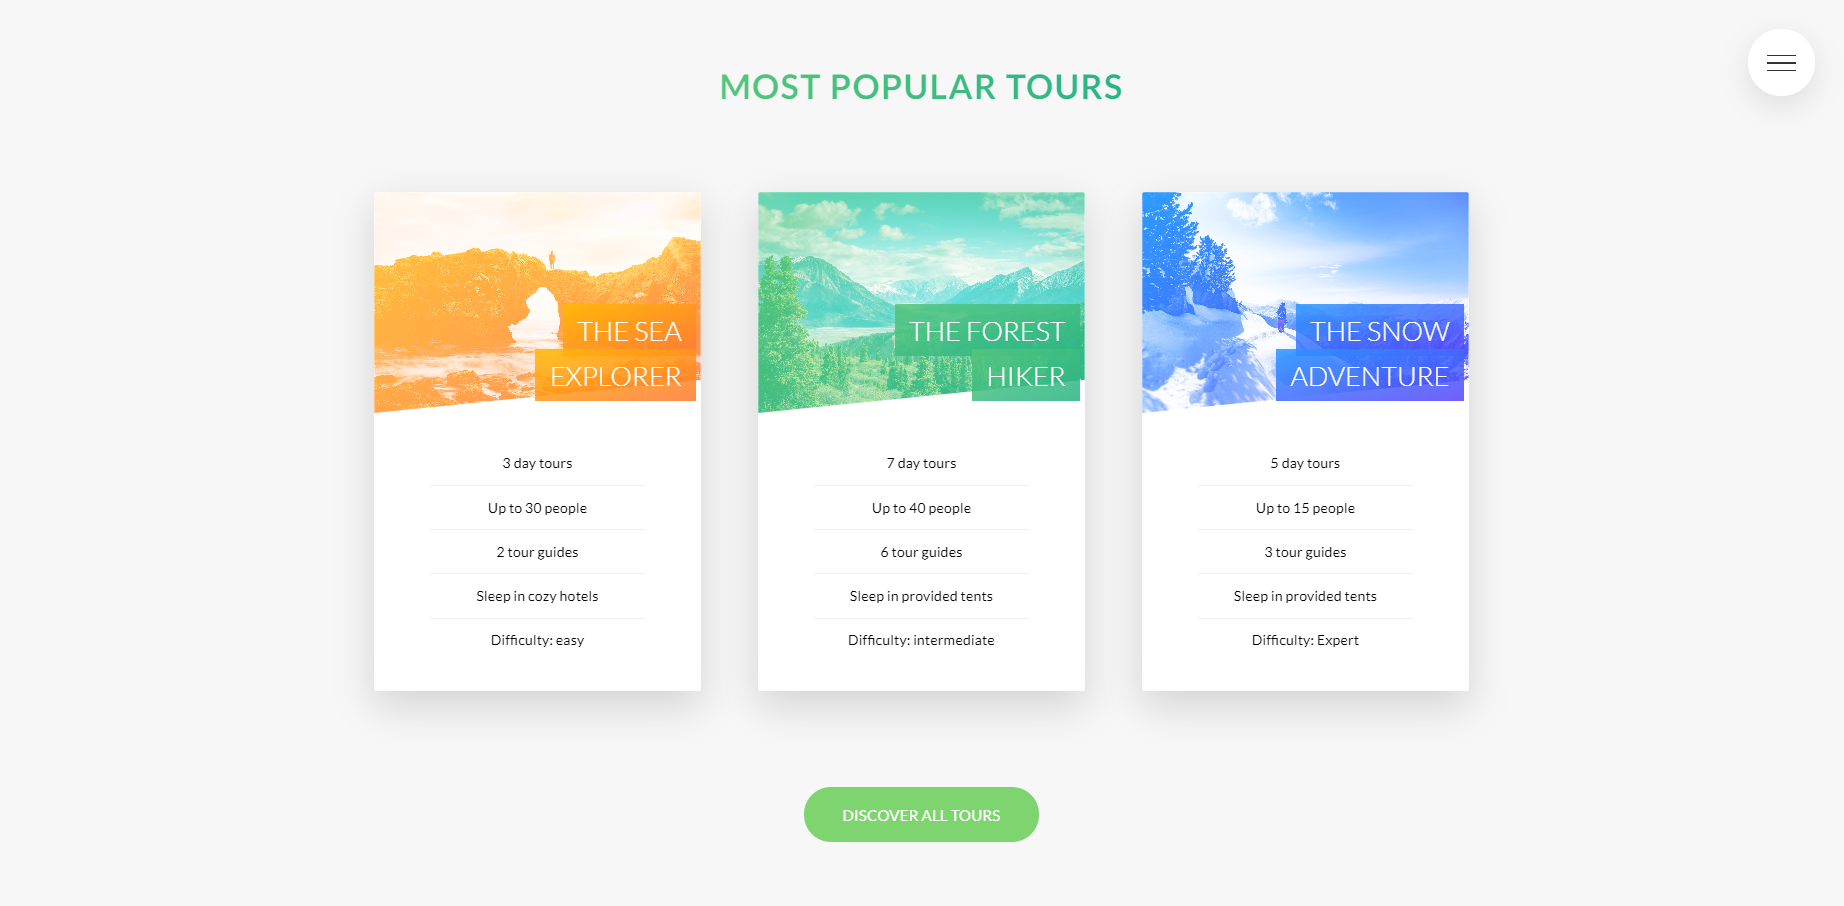 MOST POPULAR TOURS
THE SEA
EXPLORER
3 day tours
Up to 30 people
2 tour guides
Sleep in cozy hotels
Difficulty: easy
THE FOREST
HIKER
7 day tours
Up to 40 people
6 tour guides
Sleep in provided tents
Difficulty: intermediate
THE SNOW
ADVENTURE
5 day tours
Up to 15 people
3 tour guides
Sleep in provided tents
Difficulty: Expert
DISCOVER ALL TOURS